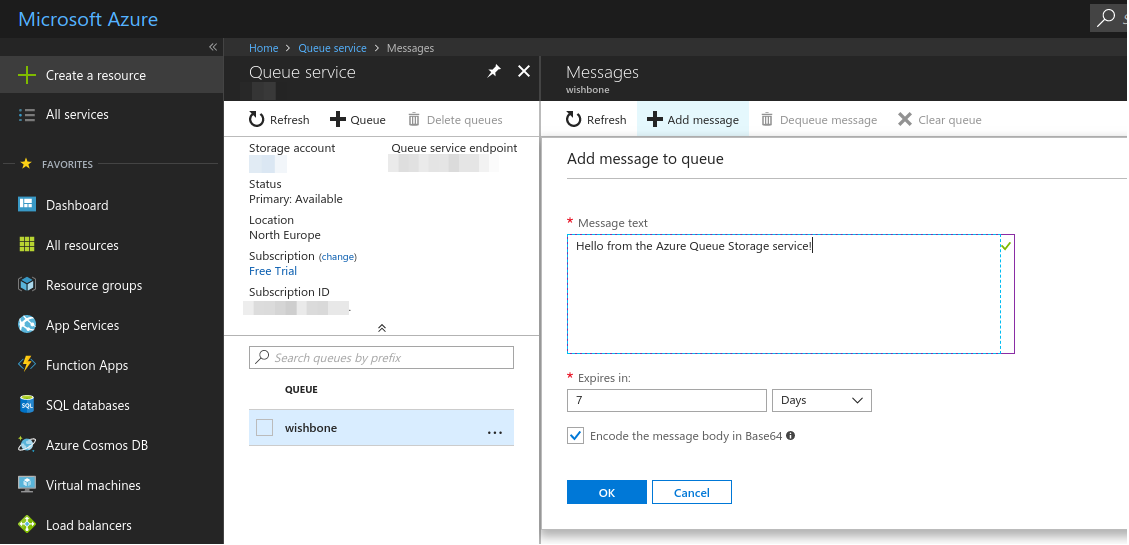 Microsoft Azure
Create a resource
All services
FAVORITES
Dashboard
All resources
Resource groups
App Services
Function Apps
SQL databases
Azure Cosmos DB
Virtual machines
Load balancers
Home > Queue service > Messages
Queue service
Refresh
Queue
Delete queues
Storage account
Queue service endpoint
Status
Primary: Available
Location
North Europe
Subscription (change)
Free Trial
Subscription ID
Search queues by prefix
QUEUE
wishbone
...
Messages
wishbone
Refresh
Add message
Dequeue message
Clear queue
Add message to queue
* Message text
Hello from the Azure Queue Storage service!
* Expires in:
7
Days
Encode the message body in Base64
OK
Cancel